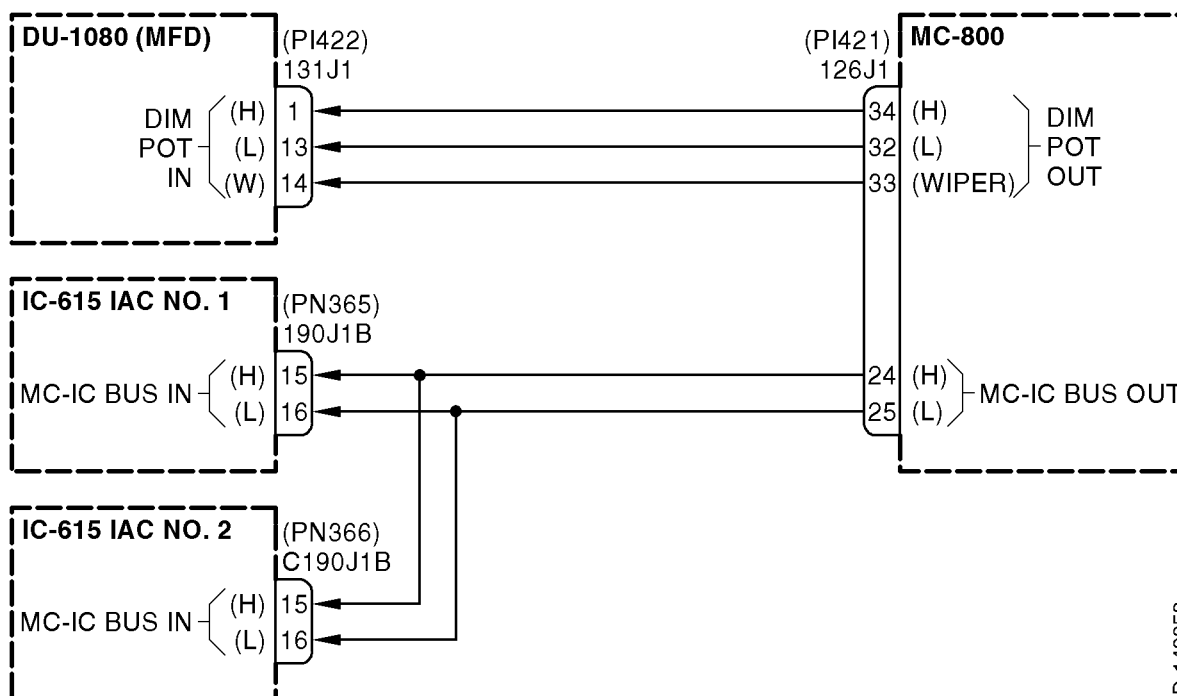 DU-1080 (MFD)
(PI422)
131J1
(PI421)
126J1
MC-800
DIM
POT
IN
(H)
1
34
(H)
DIM
POT
OUT
(L)
13
32
(L)
(W)
14
33
(WIPER)
IC-615 IAC NO. 1
(PN365)
190J1B
MC-IC BUS IN
(H)
15
24
(H)
MC-IC BUS OUT
(L)
16
25
(L)
IC-615 IAC NO. 2
(PN366)
C190J1B
MC-IC BUS IN
(H)
15
(L)
16